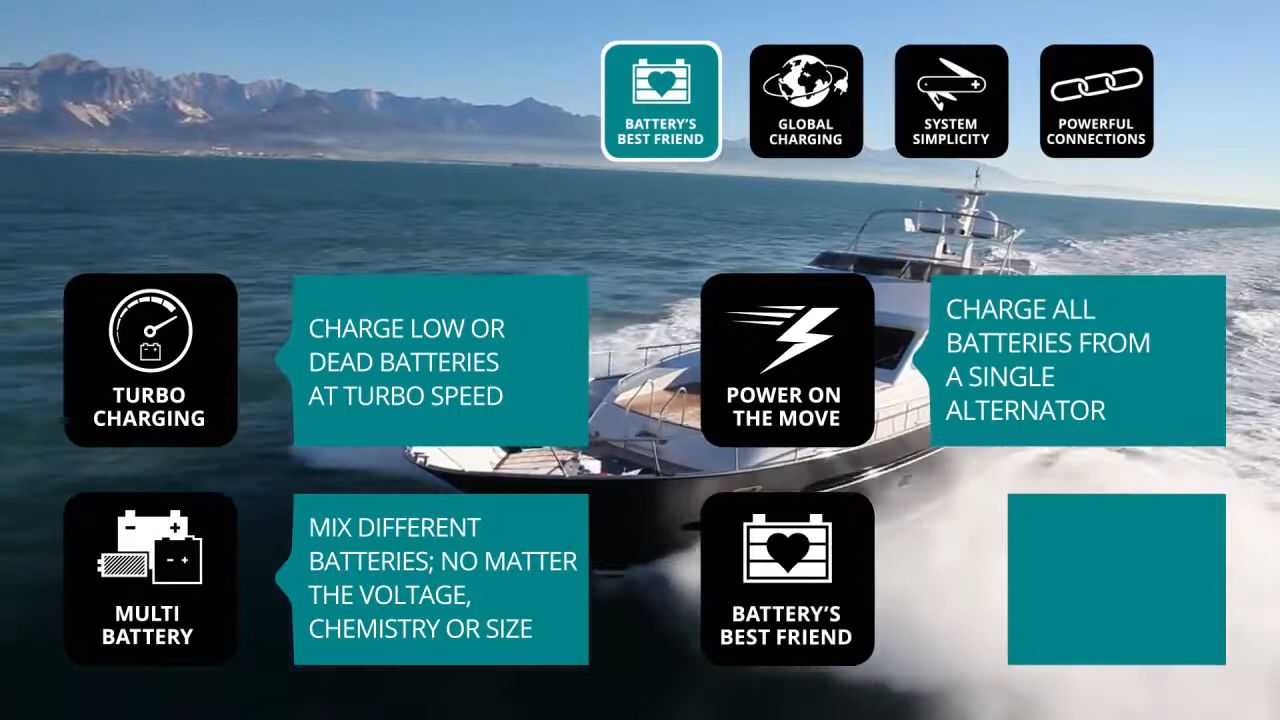 BATTERY'S
BEST FRIEND
GLOBAL
CHARGING
SYSTEM
SIMPLICITY
POWERFUL
CONNECTIONS
TURBO
CHARGING
CHARGE LOW OR
DEAD BATTERIES
AT TURBO SPEED
POWER ON
THE MOVE
CHARGE ALL
BATTERIES FROM
A SINGLE
ALTERNATOR
MULTI
BATTERY
MIX DIFFERENT
BATTERIES; NO MATTER
THE VOLTAGE,
CHEMISTRY OR SIZE
BATTERY'S
BEST FRIEND